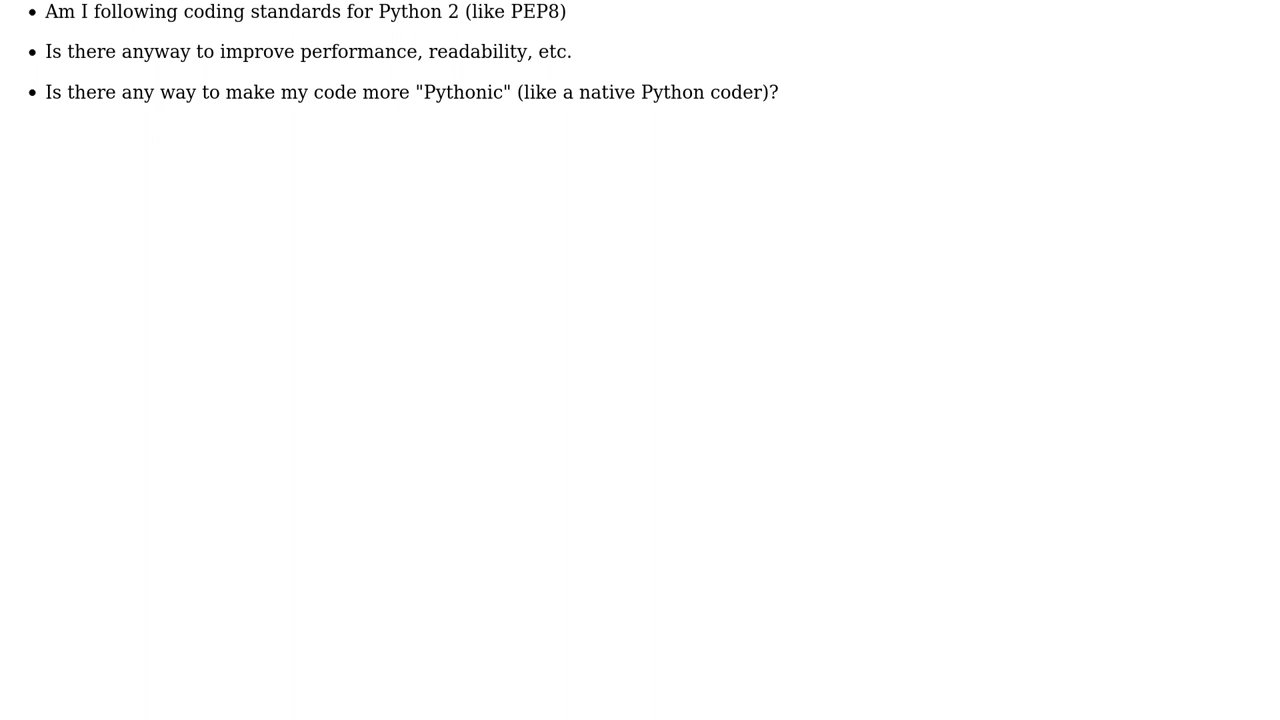 • Am I following coding standards for Python 2 (like PEP8)
• Is there anyway to improve performance, readability, etc.
• Is there any way to make my code more "Pythonic" (like a native Python coder)?